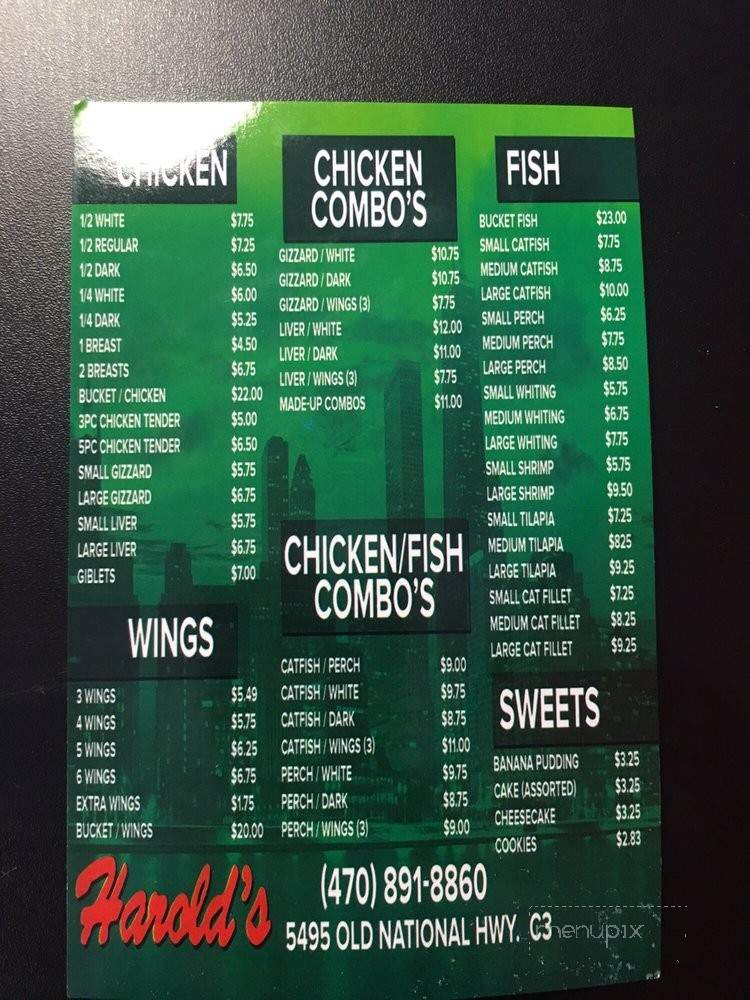 CHICKEN
1/2 WHITE $7.75
1/2 REGULAR $7.25
1/2 DARK $6.50
1/4 WHITE $6.00
1/4 DARK $5.25
1 BREAST $4.50
2 BREASTS $6.75
BUCKET / CHICKEN $22.00
3PC CHICKEN TENDER $5.00
5PC CHICKEN TENDER $6.50
SMALL GIZZARD $5.75
LARGE GIZZARD $6.75
SMALL LIVER $5.75
LARGE LIVER $6.75
GIBLETS $7.00
WINGS
3 WINGS $5.49
4 WINGS $5.75
5 WINGS $6.25
6 WINGS $6.75
EXTRA WINGS $1.75
BUCKET / WINGS $20.00
CHICKEN
COMBO'S
GIZZARD / WHITE $10.75
GIZZARD / DARK $10.75
GIZZARD / WINGS (3) $7.75
LIVER / WHITE $12.00
LIVER / DARK $11.00
LIVER / WINGS (3) $7.75
MADE-UP COMBOS $11.00
CHICKEN/FISH
COMBO'S
CATFISH / PERCH $9.00
CATFISH / WHITE $9.75
CATFISH / DARK $8.75
CATFISH / WINGS (3) $11.00
PERCH / WHITE $9.75
PERCH / DARK $8.75
PERCH / WINGS (3) $9.00
FISH
BUCKET FISH $23.00
SMALL CATFISH $7.75
MEDIUM CATFISH $8.75
LARGE CATFISH $10.00
SMALL PERCH $6.25
MEDIUM PERCH $7.75
LARGE PERCH $8.50
SMALL WHITING $5.75
MEDIUM WHITING $6.75
LARGE WHITING $7.75
SMALL SHRIMP $5.75
LARGE SHRIMP $9.50
SMALL TILAPIA $7.25
MEDIUM TILAPIA $825
LARGE TILAPIA $9.25
SMALL CAT FILLET $7.25
MEDIUM CAT FILLET $8.25
LARGE CAT FILLET $9.25
SWEETS
BANANA PUDDING $3.25
CAKE (ASSORTED) $3.25
CHEESECAKE $3.25
COOKIES $2.83
Harold's
(470) 891-8860
5495 OLD NATIONAL HWY. C3
menupix